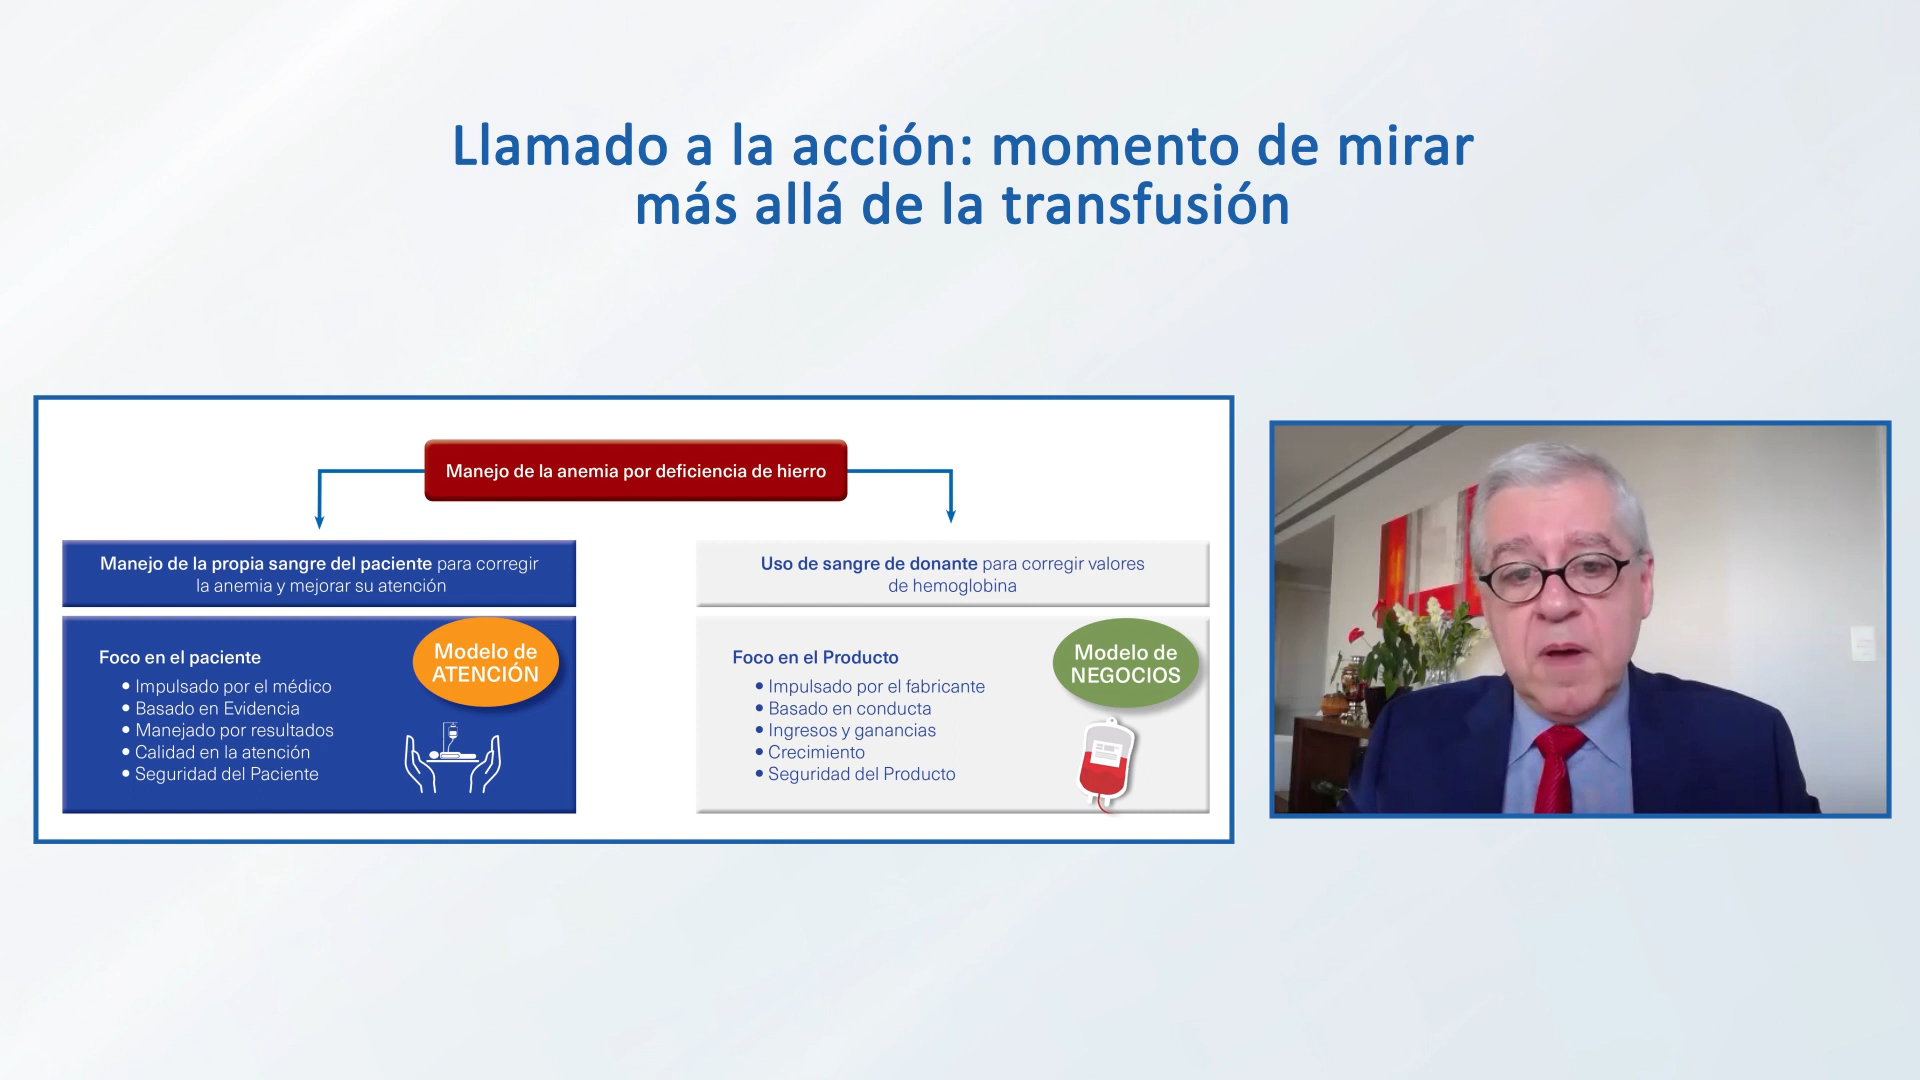 Llamado a la acción: momento de mirar
más allá de la transfusión
Manejo de la anemia por deficiencia de hierro
Manejo de la propia sangre del paciente para corregir
la anemia y mejorar su atención
Foco en el paciente
Modelo de
ATENCIÓN
• Impulsado por el médico
• Basado en Evidencia
• Manejado por resultados
• Calidad en la atención
• Seguridad del Paciente
Uso de sangre de donante para corregir valores
de hemoglobina
Foco en el Producto
Modelo de
NEGOCIOS
• Impulsado por el fabricante
• Basado en conducta
• Ingresos y ganancias
• Crecimiento
• Seguridad del Producto